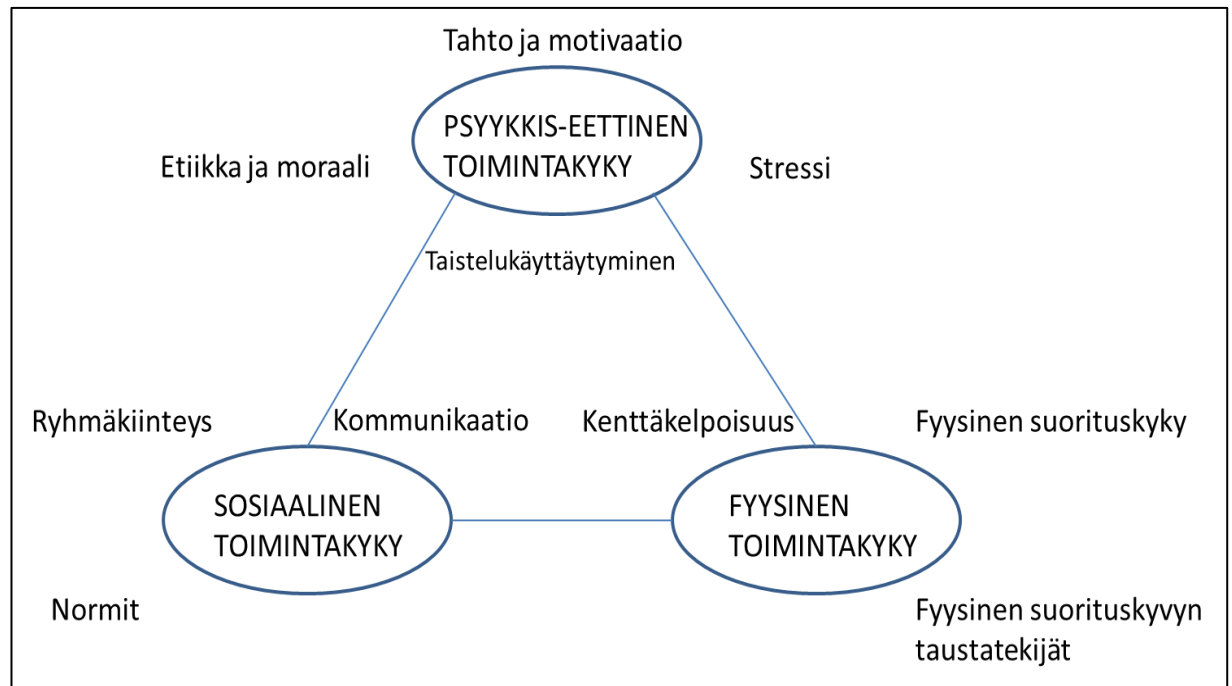 Tahto ja motivaatio
PSYYKKIS-EETTINEN
TOIMINTAKYKY
Etiikka ja moraali
Stressi
Taistelukäyttäytyminen
Ryhmäkiinteys
Kommunikaatio
Kenttäkelpoisuus
Fyysinen suorituskyky
SOSIAALINEN
TOIMINTAKYKY
FYYSINEN
TOIMINTAKYKY
Normit
Fyysinen suorituskyvyn
taustatekijät